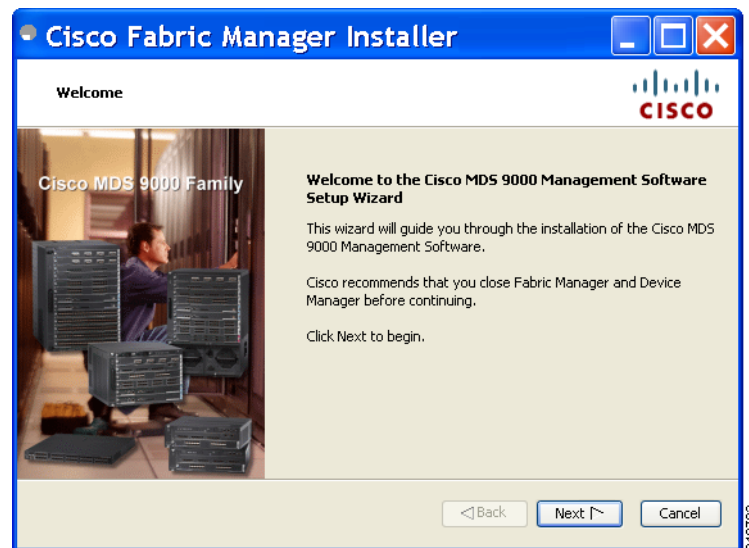 Cisco Fabric Manager Installer
Welcome
CISCO
Cisco MDS 9000 Family
Welcome to the Cisco MDS 9000 Management Software
Setup Wizard
This wizard will guide you through the installation of the Cisco MDS
9000 Management Software.
Cisco recommends that you close Fabric Manager and Device
Manager before continuing.
Click Next to begin.
Back
Next
Cancel